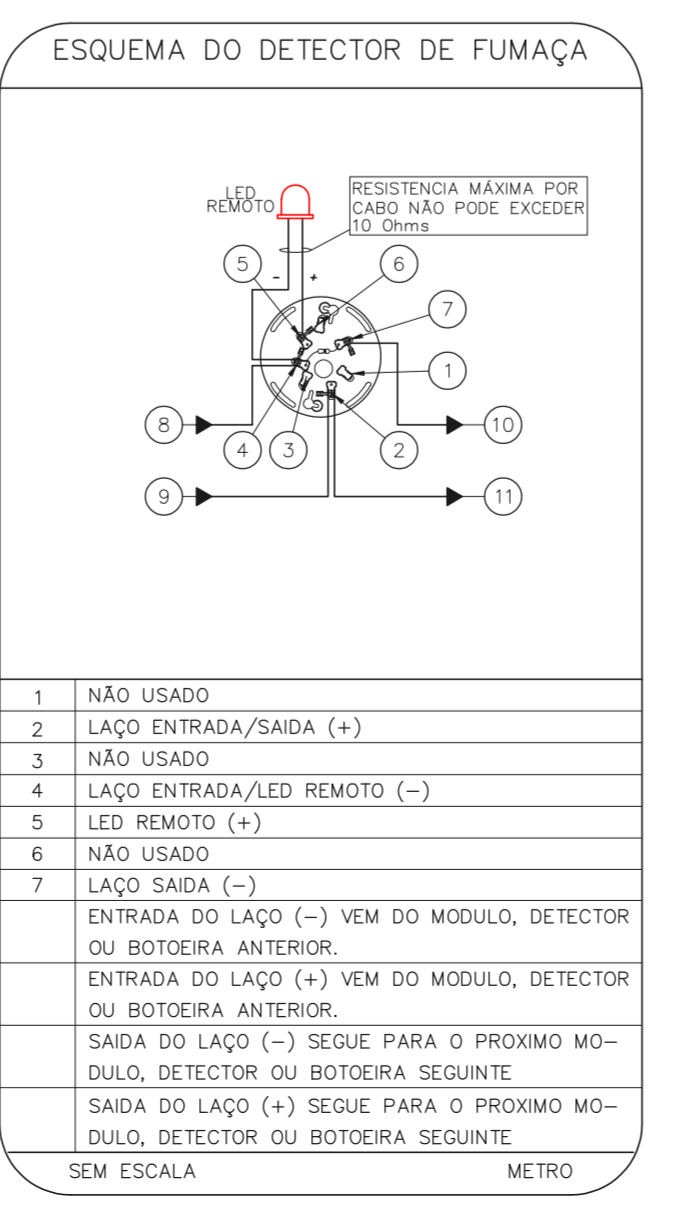 ESQUEMA DO DETECTOR DE FUMAÇA
LED
REMOTO
RESISTENCIA MÁXIMA POR
CABO NÃO PODE EXCEDER
10 Ohms
5
- +
6
7
1
8
10
4
3
2
9
11
1 NÃO USADO
2 LAÇO ENTRADA/SAIDA (+)
3 NÃO USADO
4 LAÇO ENTRADA/LED REMOTO (-)
5 LED REMOTO (+)
6 NÃO USADO
7 LAÇO SAIDA (-)
ENTRADA DO LAÇO (-) VEM DO MODULO, DETECTOR
OU BOTOEIRA ANTERIOR.
ENTRADA DO LAÇO (+) VEM DO MODULO, DETECTOR
OU BOTOEIRA ANTERIOR.
SAIDA DO LAÇO (-) SEGUE PARA O PROXIMO MO-
DULO, DETECTOR OU BOTOEIRA SEGUINTE
SAIDA DO LAÇO (+) SEGUE PARA O PROXIMO MO-
DULO, DETECTOR OU BOTOEIRA SEGUINTE
SEM ESCALA METRO